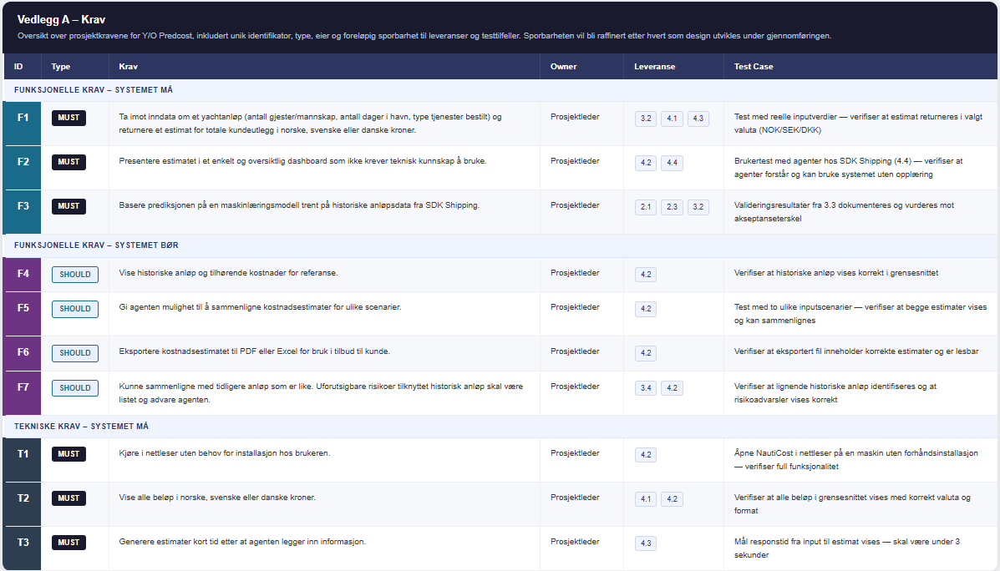 Vedlegg A – Krav
Oversikt over prosjektkravene for Y/O Predcost, inkludert unik identifikator, type, eier og foreløpig sporbarhet til leveranser og testtilfeller. Sporbarheten vil bli raffinert etter hvert som design utvikles under gjennomføringen.
ID Type Krav Owner Leveranse Test Case
FUNKSJONELLE KRAV – SYSTEMET MÅ
F1 MUST Ta imot inndata om et yachtanløp (antall gjester/mannskap, antall dager i havn, type tjenester bestilt) og Prosjektleder 3.2 4.1 4.3 Test med reelle inputverdier — verifiser at estimat returneres i valgt
returnere et estimat for totale kundeutlegg i norske, svenske eller danske kroner. valuta (NOK/SEK/DKK)
F2 MUST Presentere estimatet i et enkelt og oversiktlig dashboard som ikke krever teknisk kunnskap å bruke. Prosjektleder 4.2 4.4 Brukertest med agenter hos SDK Shipping (4.4) — verifiser at
agenter forstår og kan bruke systemet uten opplæring
F3 MUST Basere prediksjonen på en maskinlæringsmodell trent på historiske anløpsdata fra SDK Shipping. Prosjektleder 2.1 2.3 3.2 Valideringsresultater fra 3.3 dokumenteres og vurderes mot
akseptanseterskel
FUNKSJONELLE KRAV – SYSTEMET BØR
F4 SHOULD Vise historiske anløp og tilhørende kostnader for referanse. Prosjektleder 4.2 Verifiser at historiske anløp vises korrekt i grensesnittet
F5 SHOULD Gi agenten mulighet til å sammenligne kostnadsestimater for ulike scenarier. Prosjektleder 4.2 Test med to ulike inputscenarier — verifiser at begge estimater vises
og kan sammenlignes
F6 SHOULD Eksportere kostnadsestimatet til PDF eller Excel for bruk i tilbud til kunde. Prosjektleder 4.2 Verifiser at eksportert fil inneholder korrekte estimater og er lesbar
F7 SHOULD Kunne sammenligne med tidligere anløp som er like. Uforutsigbare risikoer tilknyttet historisk anløp skal være Prosjektleder 3.4 4.2 Verifiser at lignende historiske anløp identifiseres og at
listet og advare agenten. risikoadvarsler vises korrekt
TEKNISKE KRAV – SYSTEMET MÅ
T1 MUST Kjøre i nettleser uten behov for installasjon hos brukeren. Prosjektleder 4.2 Åpne NautiCost i nettleser på en maskin uten forhåndsinstallasjon
— verifiser full funksjonalitet
T2 MUST Vise alle beløp i norske, svenske eller danske kroner. Prosjektleder 4.1 4.2 Verifiser at alle beløp i grensesnittet vises med korrekt valuta og
format
T3 MUST Generere estimater kort tid etter at agenten legger inn informasjon. Prosjektleder 4.3 Mål responstid fra input til estimat vises — skal være under 3
sekunder